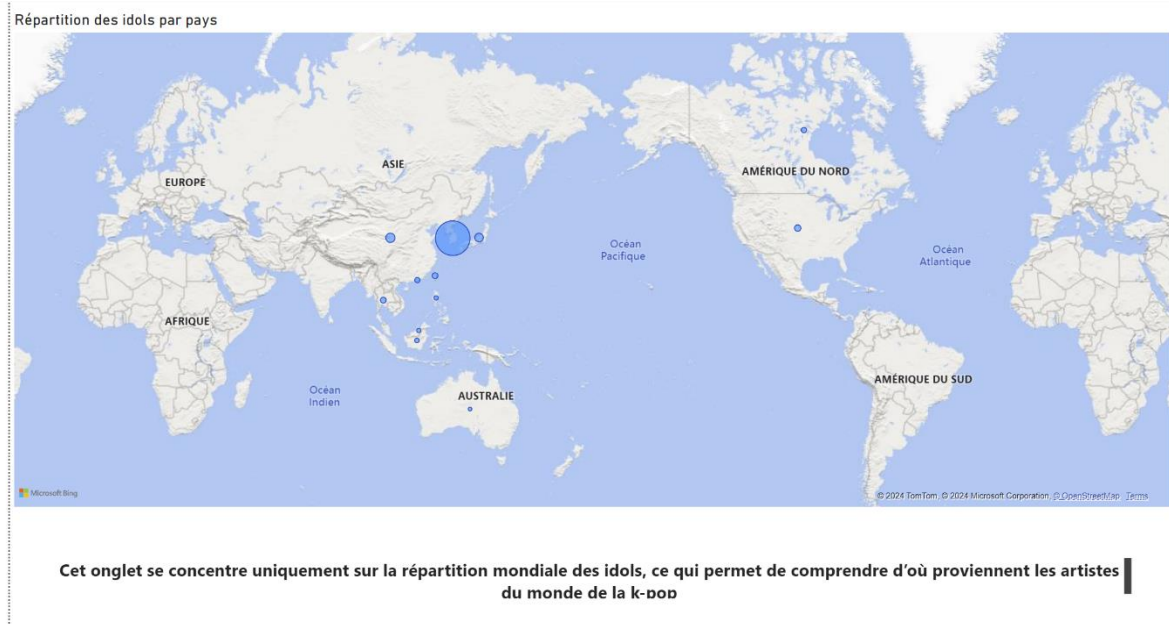 Répartition des idols par pays
ASIE
EUROPE
AMÉRIQUE DU NORD
Océan
Pacifique
Océan
Atlantique
AFRIQUE
AMÉRIQUE DU SUD
Océan
Indien
AUSTRALIE
Microsoft Bing
© 2024 TomTom, © 2024 Microsoft Corporation, © OpenStreetMap Terms
Cet onglet se concentre uniquement sur la répartition mondiale des idols, ce qui permet de comprendre d'où proviennent les artistes
du monde de la k-pop